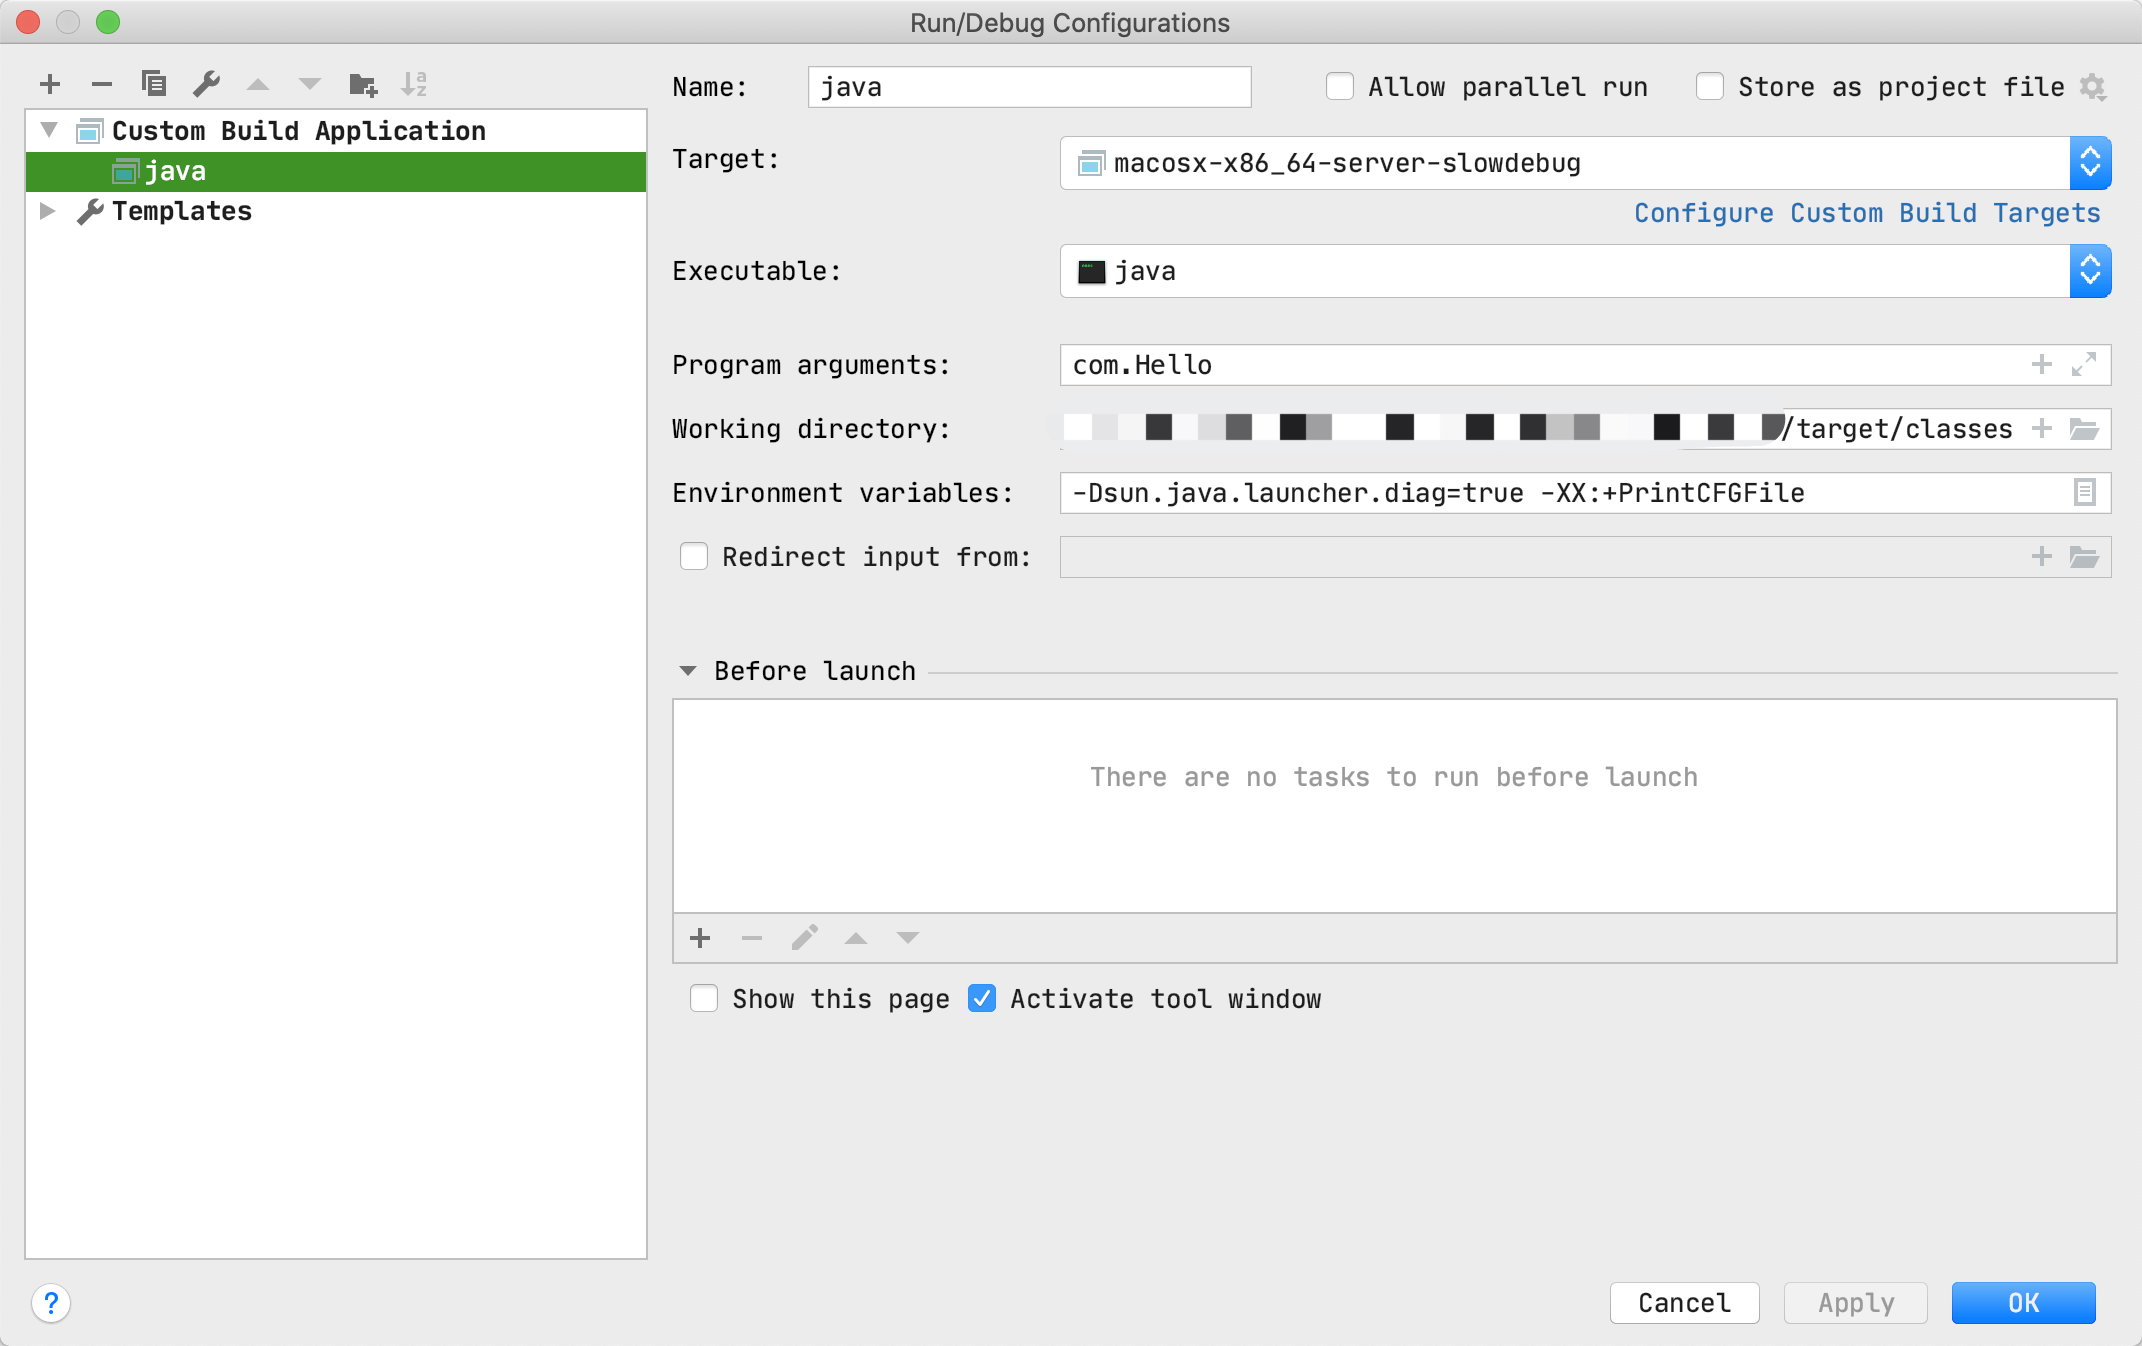 Run/Debug Configurations
Custom Build Application
java
Templates
Name: java Allow parallel run Store as project file
Target: macosx-x86_64-server-slowdebug
Configure Custom Build Targets
Executable: java
Program arguments: com.Hello
Working directory: /target/classes
Environment variables: -Dsun.java.launcher.diag=true -XX:+PrintCFGFile
Redirect input from:
Before launch
There are no tasks to run before launch
Show this page Activate tool window
? Cancel Apply OK